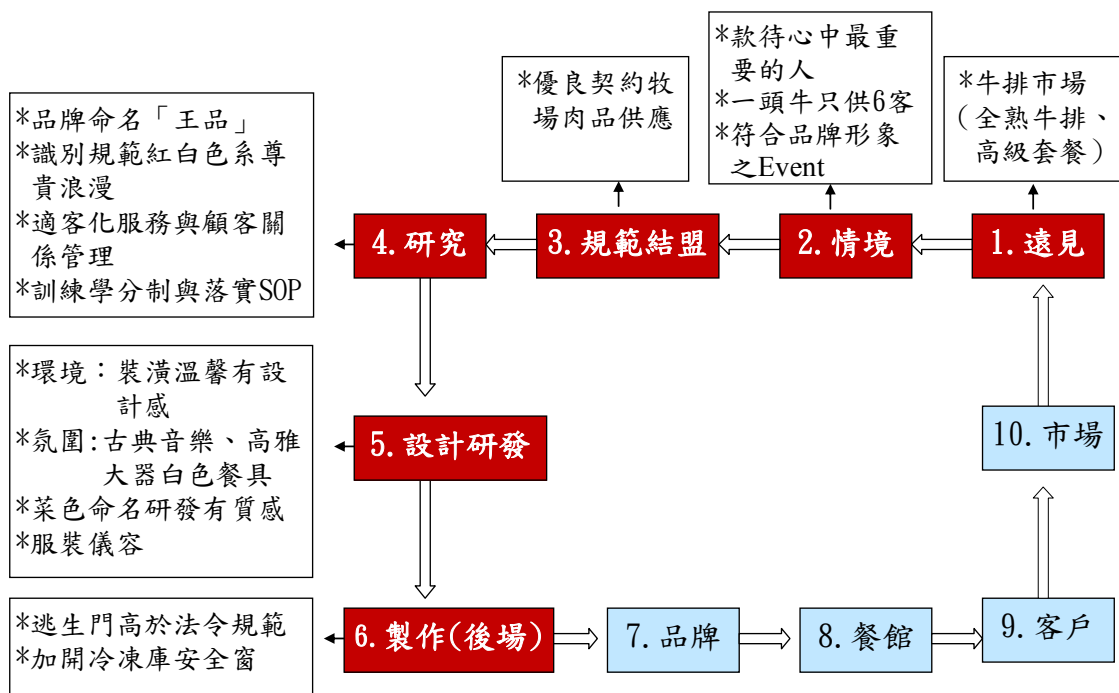 *款待心中最重
要的人
*一頭牛只供6客
*符合品牌形象
之Event
*優良契約牧
場肉品供應
*牛排市場
(全熟牛排、
高級套餐)
*品牌命名「王品」
*識別規範紅白色系尊
貴浪漫
*適客化服務與顧客關
係管理
*訓練學分制與落實SOP
4.研究
3.規範結盟
2.情境
1.遠見
*環境：裝潢溫馨有設
計感
*氛圍:古典音樂、高雅
大器白色餐具
*菜色命名研發有質感
*服裝儀容
5.設計研發
10.市場
*逃生門高於法令規範
*加開冷凍庫安全窗
6.製作(後場)
7.品牌
8.餐館
9.客戶